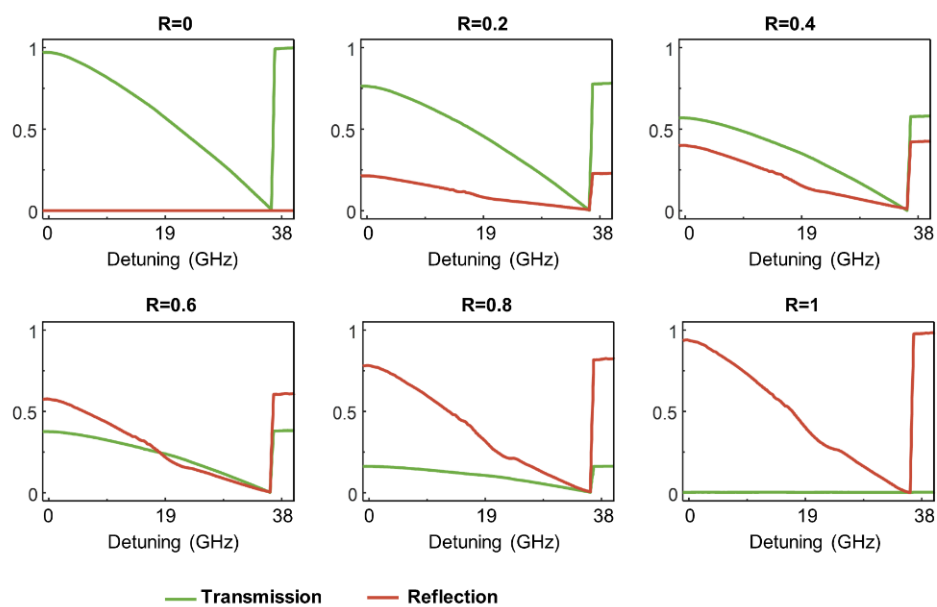 R=0
R=0.2
R=0.4
1
0.5
0
0
19
38
Detuning (GHz)
1
0.5
0
0
19
38
Detuning (GHz)
1
0.5
0
0
19
38
Detuning (GHz)
R=0.6
R=0.8
R=1
1
0.5
0
0
19
38
Detuning (GHz)
1
0.5
0
0
19
38
Detuning (GHz)
1
0.5
0
0
19
38
Detuning (GHz)
Transmission
Reflection